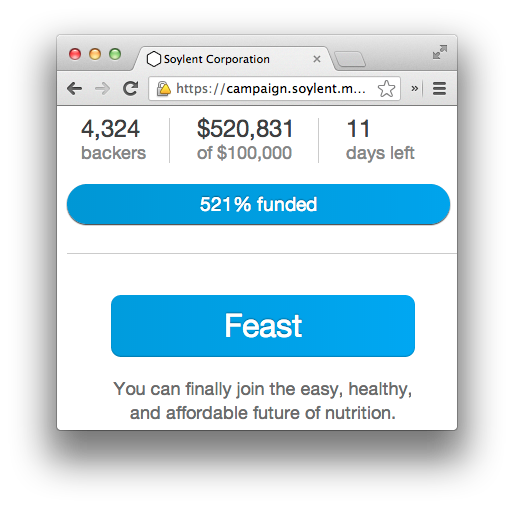 Soylent Corporation
https://campaign.soylent.m...
4,324 $520,831 11
backers of $100,000 days left
521% funded
Feast
You can finally join the easy, healthy,
and affordable future of nutrition.